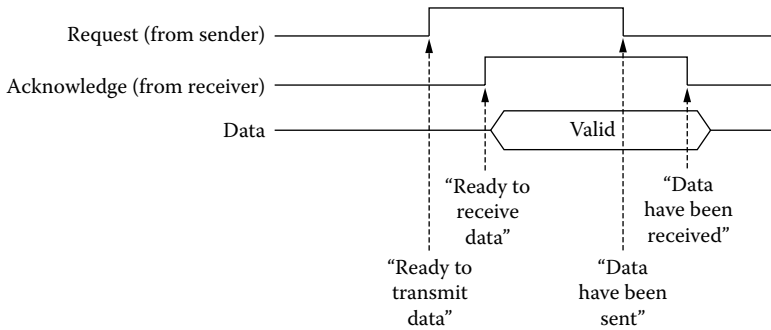 Request (from sender)
Acknowledge (from receiver)
Data
Valid
“Ready to
receive
data”
“Data
have been
received”
“Ready to
transmit
data”
“Data
have been
sent”